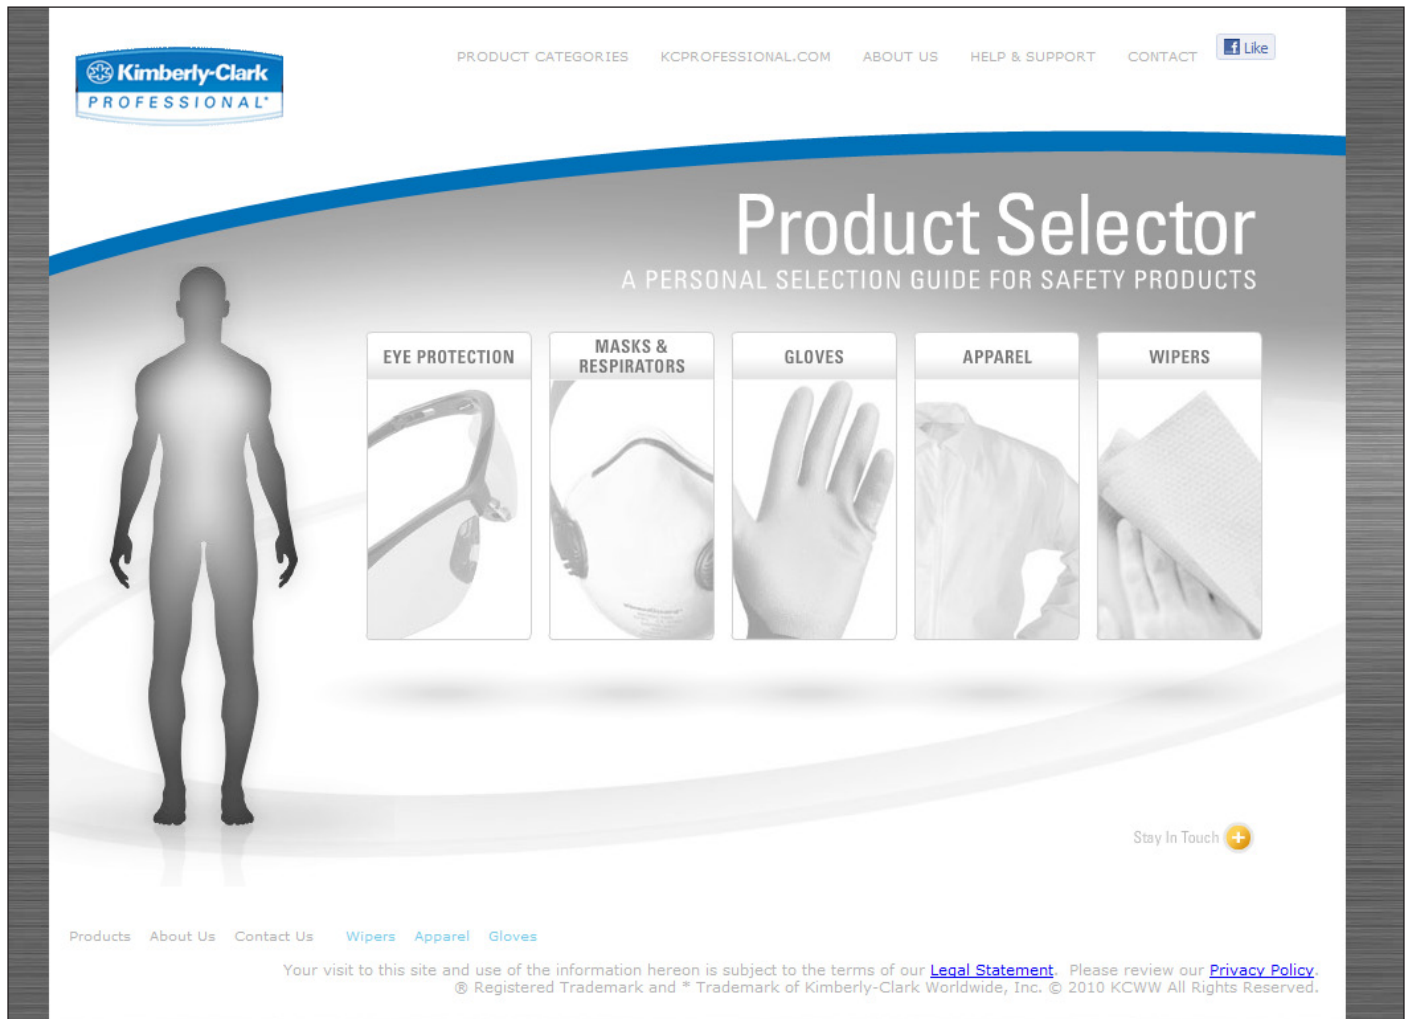 Kimberly-Clark
PROFESSIONAL*
PRODUCT CATEGORIES KCPROFESSIONAL.COM ABOUT US HELP & SUPPORT CONTACT
f Like
Product Selector
A PERSONAL SELECTION GUIDE FOR SAFETY PRODUCTS
EYE PROTECTION
MASKS &
RESPIRATORS
GLOVES
APPAREL
WIPERS
Stay In Touch +
Products About Us Contact Us Wipers Apparel Gloves
Your visit to this site and use of the information hereon is subject to the terms of our Legal Statement. Please review our Privacy Policy.
® Registered Trademark and * Trademark of Kimberly-Clark Worldwide, Inc. © 2010 KCWW All Rights Reserved.